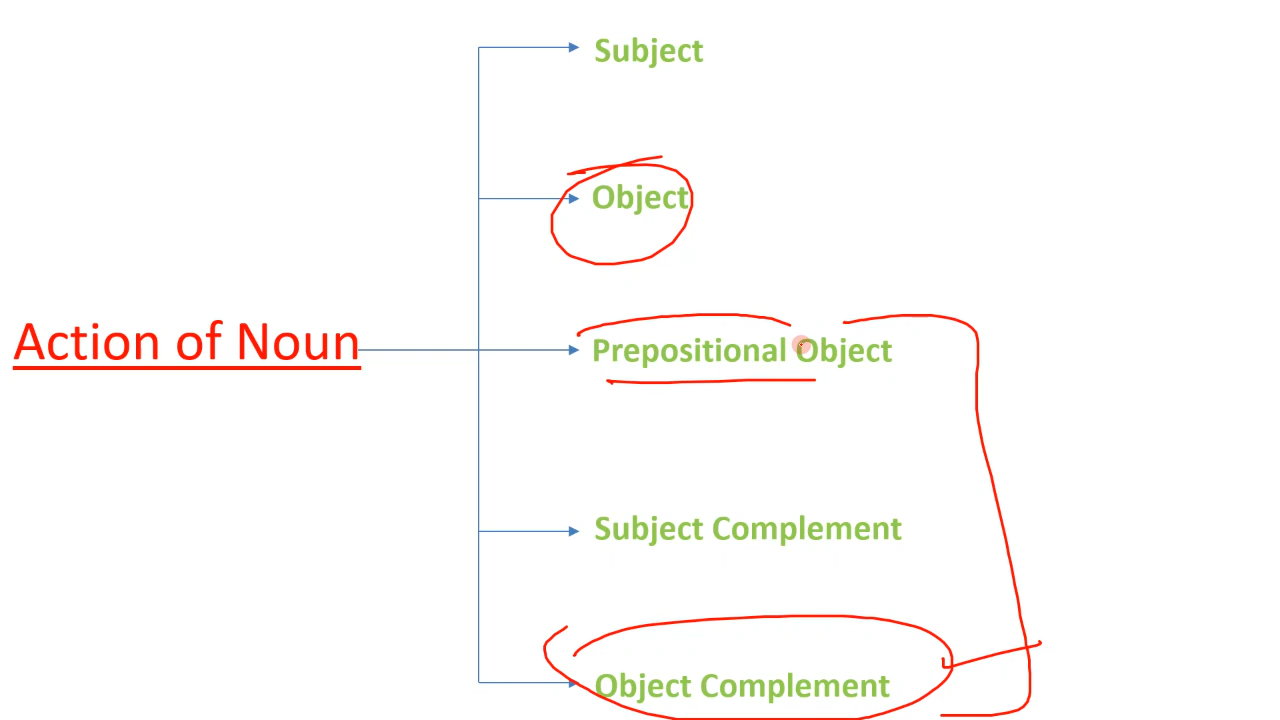 Subject
Object
Action of Noun
Prepositional Object
Subject Complement
Object Complement